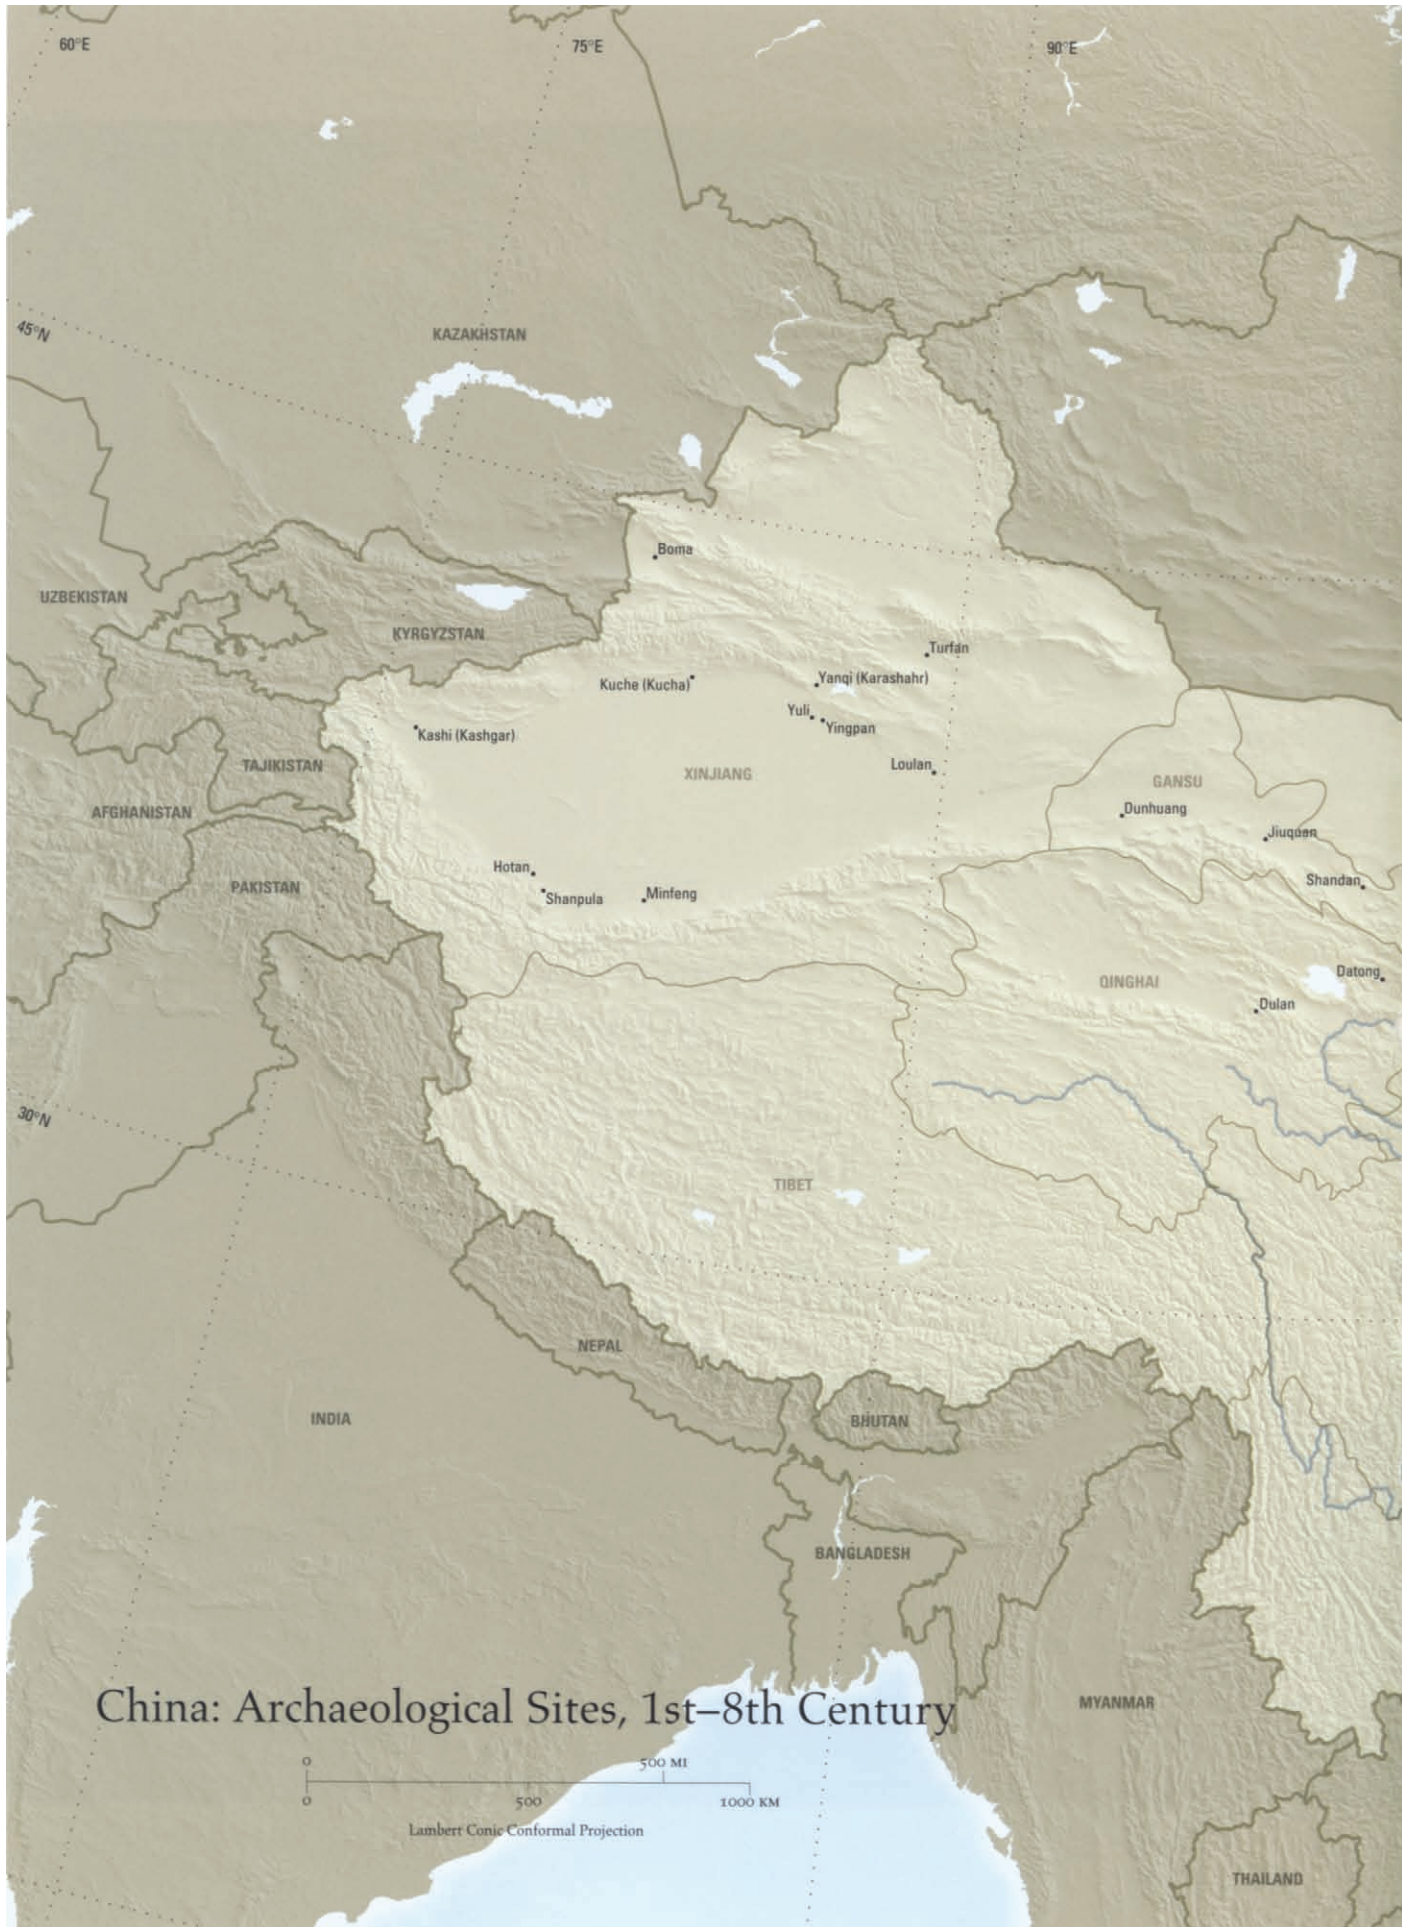 60°E
75°E
90°E
45°N
KAZAKHSTAN
Boma
UZBEKISTAN
KYRGYZSTAN
Turfan
Kuche (Kucha)
Yanqi (Karashahr)
Yuli
Yingpan
Kashi (Kashgar)
TAJIKISTAN
Loulan
XINJIANG
GANSU
AFGHANISTAN
Dunhuang
Jiuquan
Hotan
Shandan
PAKISTAN
Shanpula
Minfeng
Datong
QINGHAI
Dulan
30°N
TIBET
NEPAL
INDIA
BHUTAN
BANGLADESH
MYANMAR
China: Archaeological Sites, 1st–8th Century
0
500 MI
0
500
1000 KM
Lambert Conic Conformal Projection
THAILAND